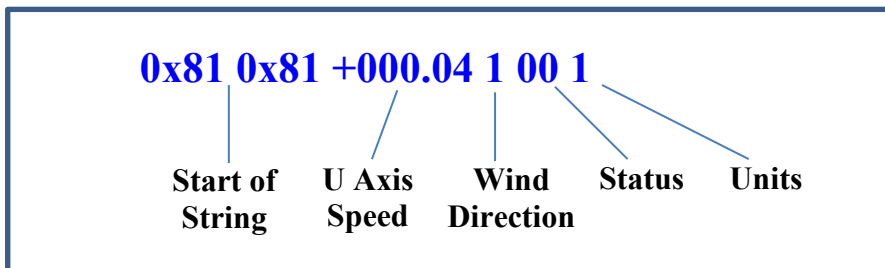 0x81 0x81 +000.04 1 00 1
Start of String
U Axis Speed
Wind Direction
Status
Units